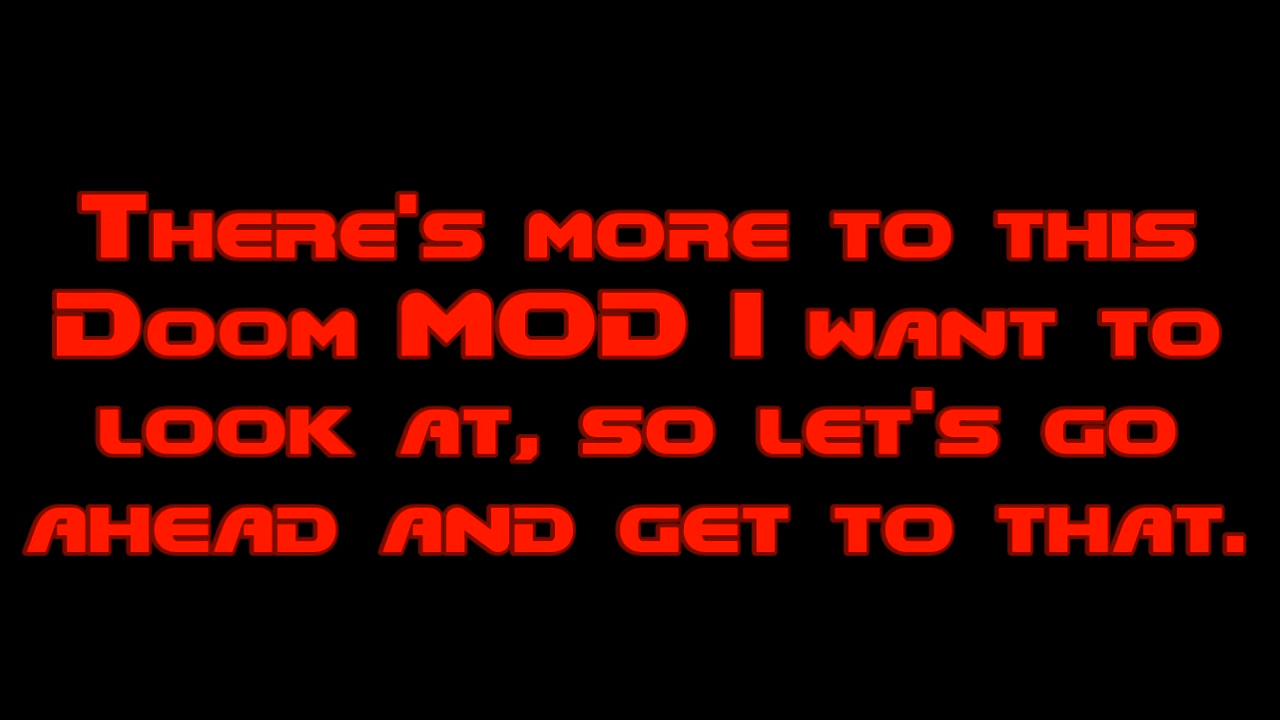 There's more to this
Doom MOD I want to
look at, so let's go
ahead and get to that.